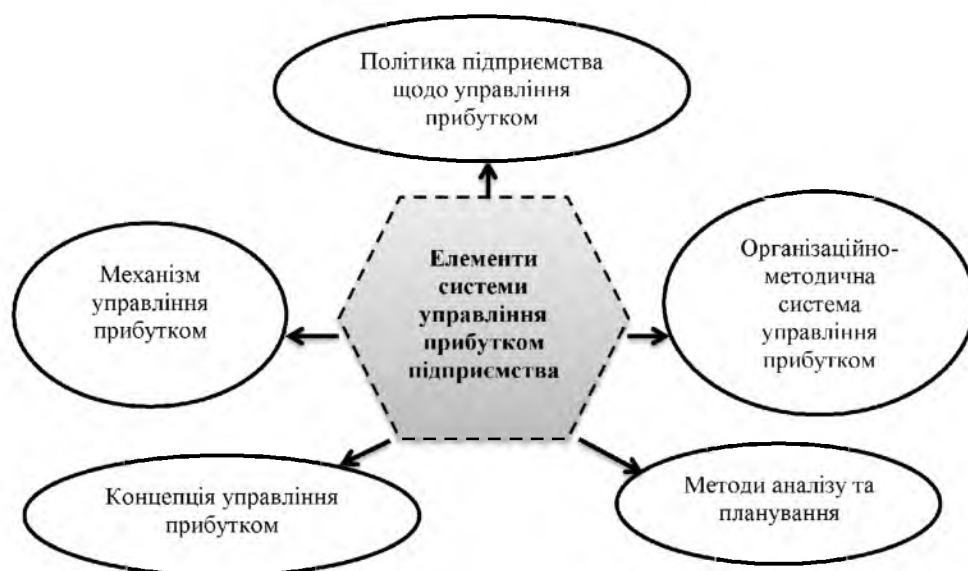 Політика підприємства
щодо управління
прибутком
Механізм
управління
прибутком
Елементи
системи
управління
прибутком
підприємства
Організаційно-
методична
система
управління
прибутком
Концепція управління
прибутком
Методи аналізу та
планування